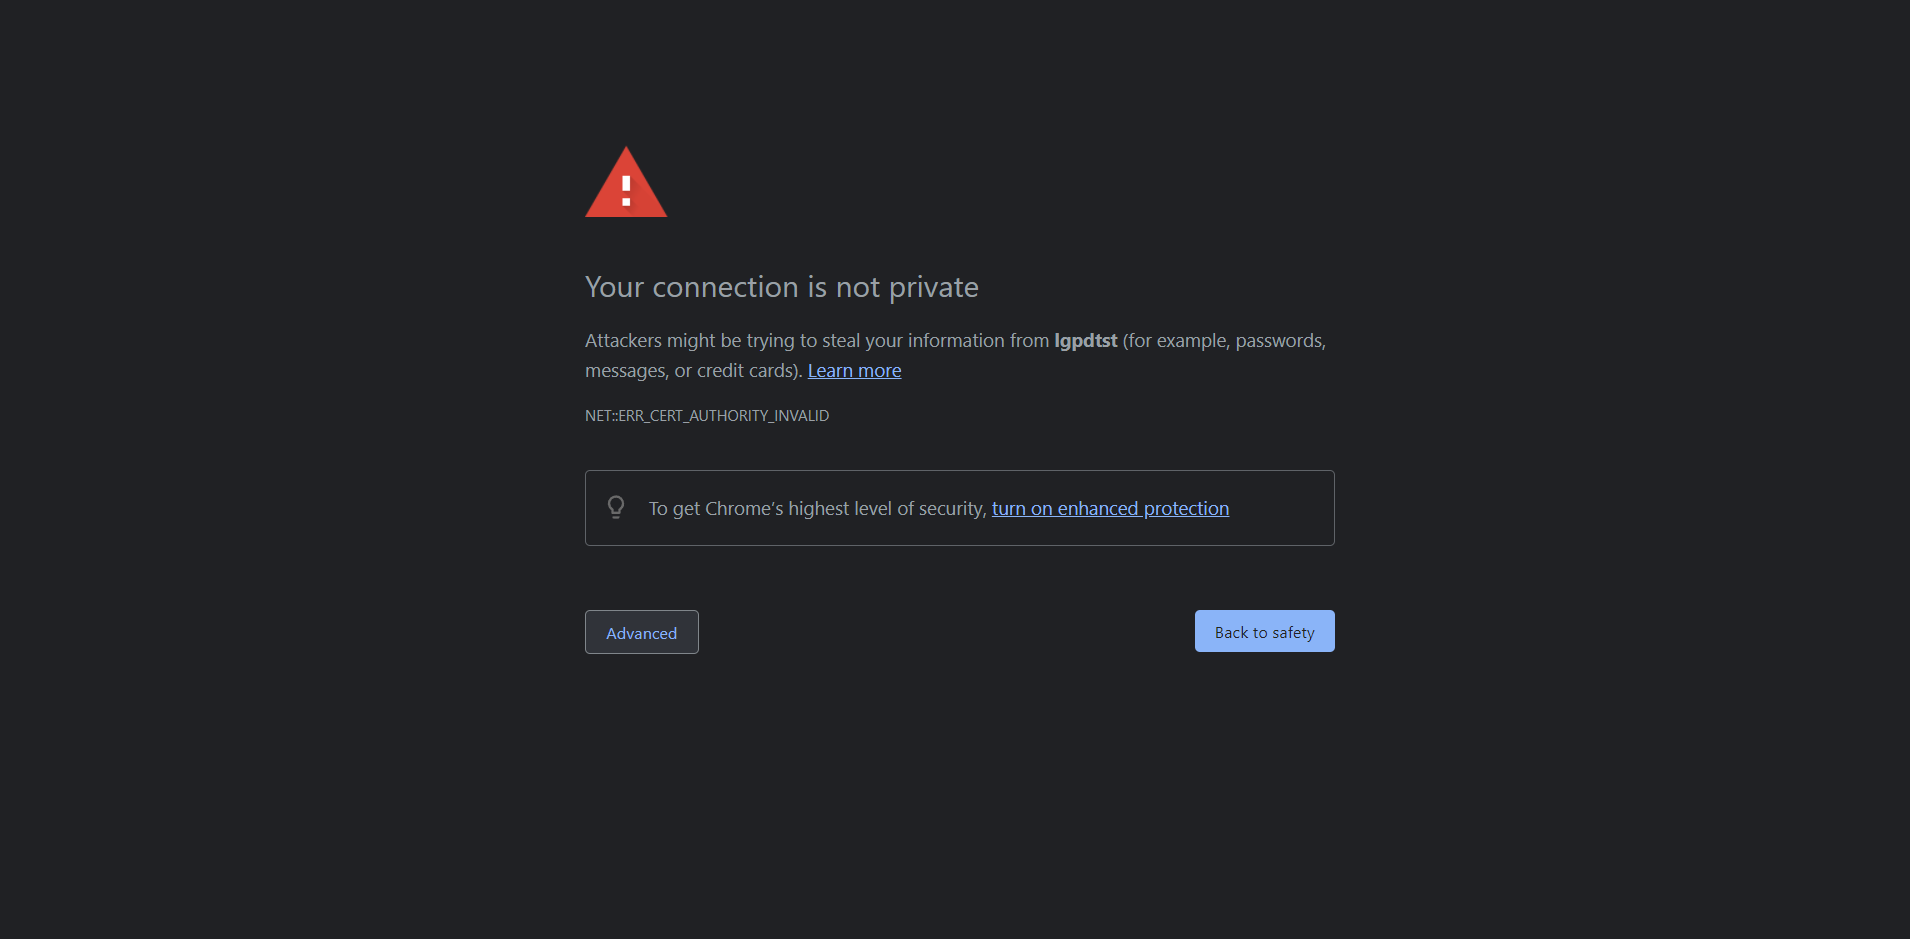 Your connection is not private
Attackers might be trying to steal your information from lgpdtst (for example, passwords,
messages, or credit cards). Learn more
NET::ERR_CERT_AUTHORITY_INVALID
To get Chrome’s highest level of security, turn on enhanced protection
Advanced
Back to safety